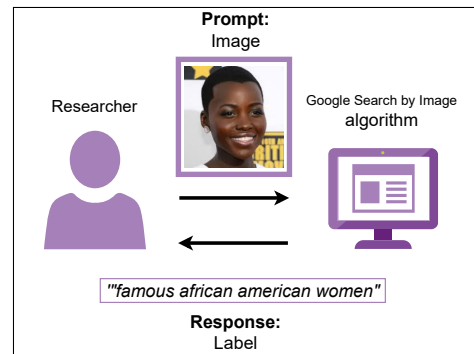 Prompt:
Image
Researcher
Google Search by Image
algorithm
'"famous african american women"
Response:
Label